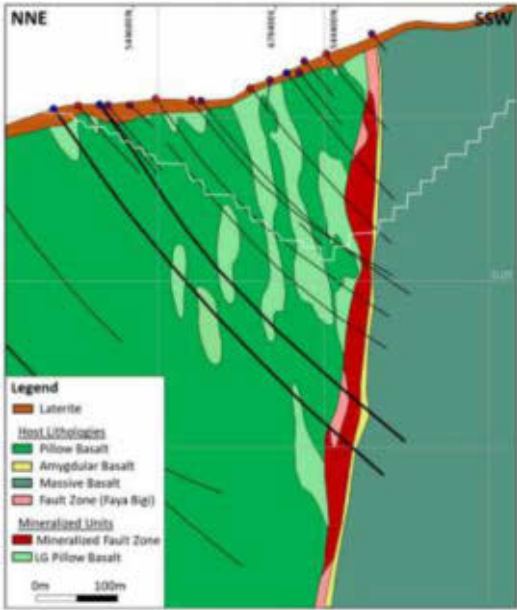 NNE
SSW
Legend
Laterite
Host Lithologies
Pillow Basalt
Amygdular Basalt
Massive Basalt
Fault Zone (Faya Bigi)
Mineralized Units
Mineralized Fault Zone
LG Pillow Basalt
0m 100m